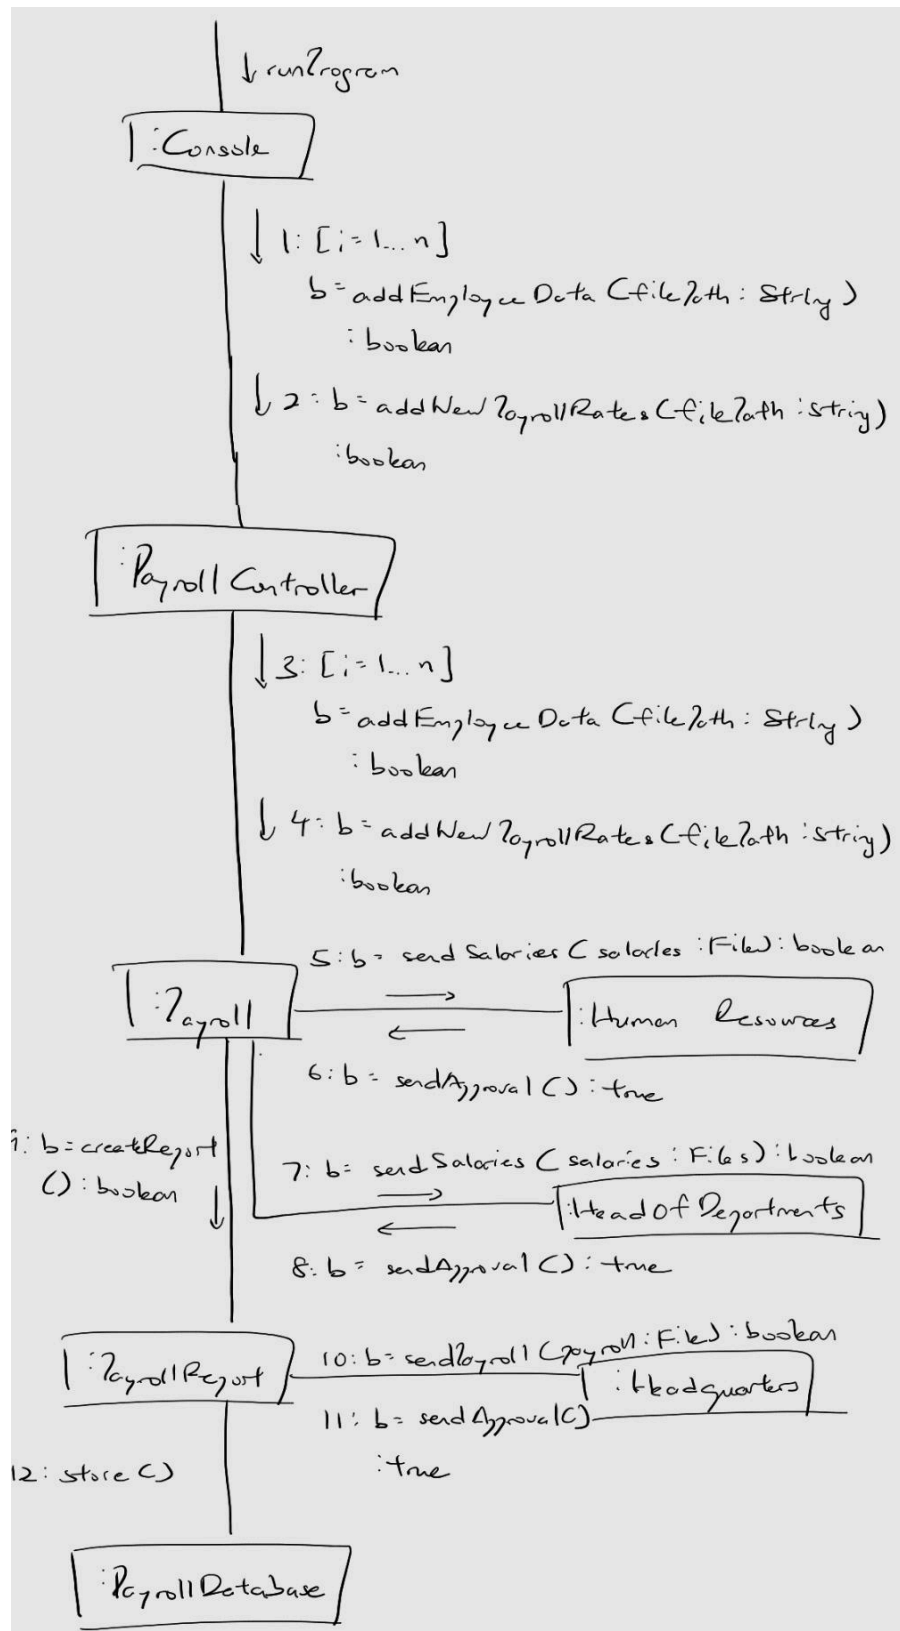 ↓ runProgram
:Console
↓ 1: [i=1...n]
b=addEmployeeData (filePath: String)
:boolean
↓ 2: b=addNewPayrollRates (filePath:string)
:boolean
:PayrollController
↓ 3: [i=1...n]
b=addEmployeeData (filePath: String)
:boolean
↓ 4: b=addNewPayrollRates (filePath:string)
:boolean
5: b= sendSalaries (salaries :File): boolean
:Payroll
:Human Resources
6: b= sendApproval (): true
9: b=createReport
(): boolean
7: b= sendSalaries (salaries: Files): boolean
:HeadOfDepartments
8: b= sendApproval (): true
10: b=sendPayroll (payroll:File): boolean
:PayrollReport
:Headquarters
11: b= sendApproval()
:true
12: store ()
:PayrollDatabase